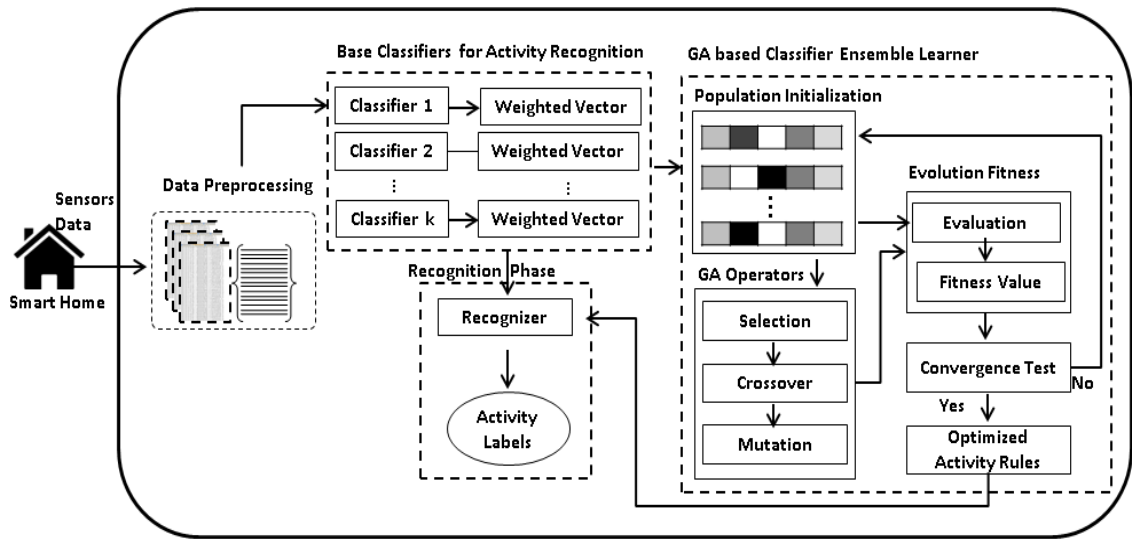 Base Classifiers for Activity Recognition
GA based Classifier Ensemble Learner
Classifier 1
Weighted Vector
Classifier 2
Weighted Vector
⋮
⋮
Classifier k
Weighted Vector
Population Initialization
⋮
Evolution Fitness
Evaluation
Fitness Value
Convergence Test
No
Yes
Optimized
Activity Rules
GA Operators
Selection
Crossover
Mutation
Data Preprocessing
Sensors
Data
Smart Home
Recognition Phase
Recognizer
Activity
Labels